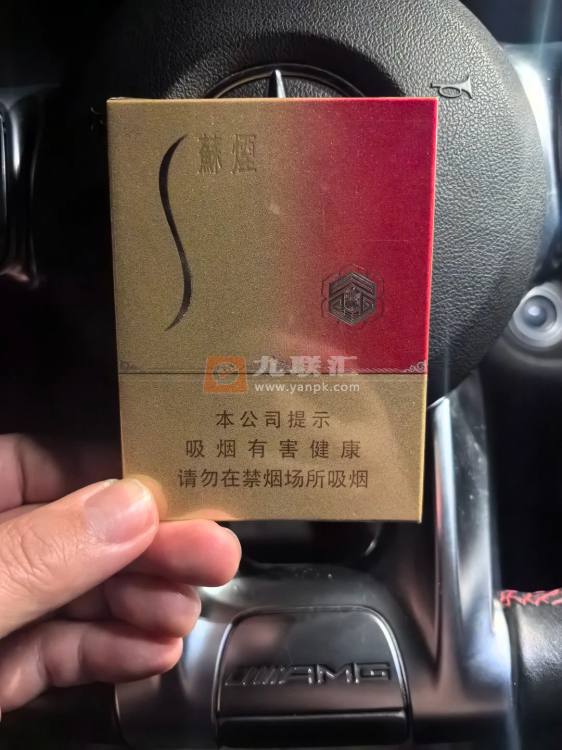 蘇煙
九联汇
www.yanpk.com
本公司提示
吸烟有害健康
请勿在禁烟场所吸烟
AMG